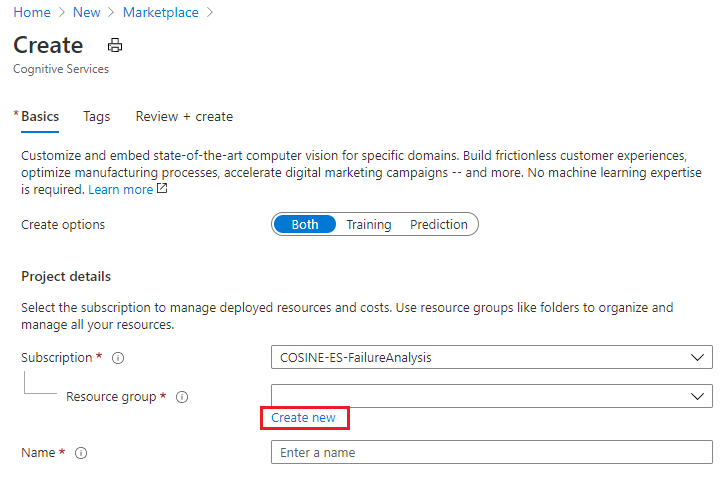 Home > New > Marketplace >
Create
Cognitive Services
* Basics Tags Review + create
Customize and embed state-of-the-art computer vision for specific domains. Build frictionless customer experiences,
optimize manufacturing processes, accelerate digital marketing campaigns -- and more. No machine learning expertise
is required. Learn more
Create options Both Training Prediction
Project details
Select the subscription to manage deployed resources and costs. Use resource groups like folders to organize and
manage all your resources.
Subscription * COSINE-ES-FailureAnalysis
Resource group *
Create new
Name * Enter a name